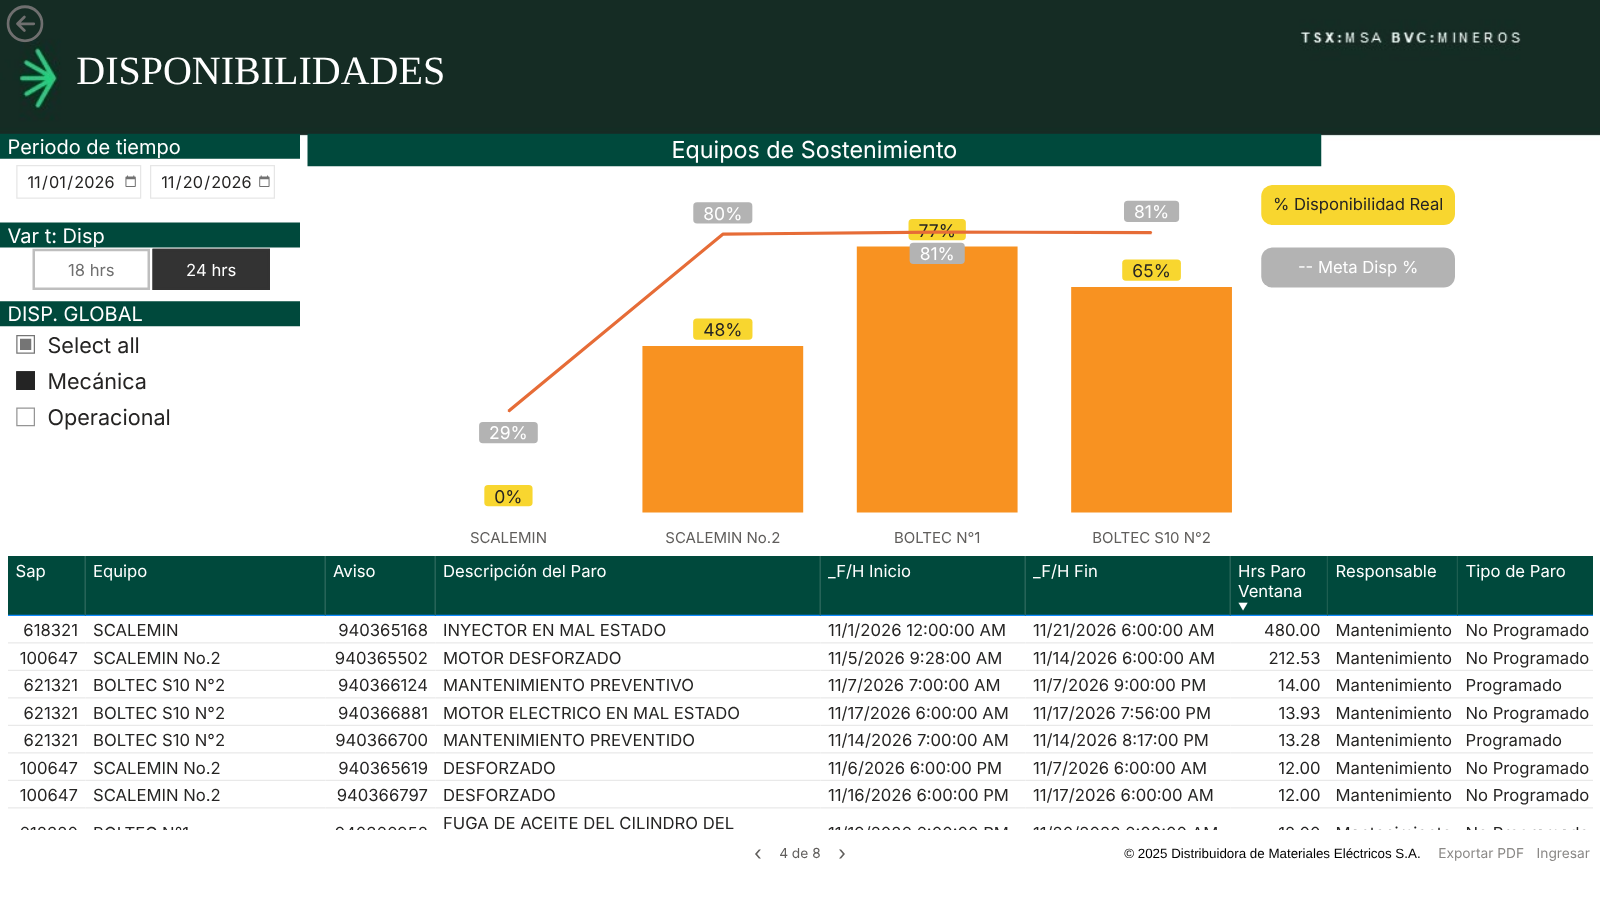 TSX:MSA BVC:MINEROS
DISPONIBILIDADES
Periodo de tiempo
11/01/2026 11/20/2026
Var t: Disp
18 hrs 24 hrs
DISP. GLOBAL
Select all
Mecánica
Operacional
Equipos de Sostenimiento
80% 77% 81% 81%
65%
48%
29%
0%
% Disponibilidad Real
-- Meta Disp %
SCALEMIN SCALEMIN No.2 BOLTEC N°1 BOLTEC S10 N°2
Sap Equipo Aviso Descripción del Paro _F/H Inicio _F/H Fin Hrs Paro Ventana Responsable Tipo de Paro
618321 SCALEMIN 940365168 INYECTOR EN MAL ESTADO 11/1/2026 12:00:00 AM 11/21/2026 6:00:00 AM 480.00 Mantenimiento No Programado
100647 SCALEMIN No.2 940365502 MOTOR DESFORZADO 11/5/2026 9:28:00 AM 11/14/2026 6:00:00 AM 212.53 Mantenimiento No Programado
621321 BOLTEC S10 N°2 940366124 MANTENIMIENTO PREVENTIVO 11/7/2026 7:00:00 AM 11/7/2026 9:00:00 PM 14.00 Mantenimiento Programado
621321 BOLTEC S10 N°2 940366881 MOTOR ELECTRICO EN MAL ESTADO 11/17/2026 6:00:00 AM 11/17/2026 7:56:00 PM 13.93 Mantenimiento No Programado
621321 BOLTEC S10 N°2 940366700 MANTENIMIENTO PREVENTIDO 11/14/2026 7:00:00 AM 11/14/2026 8:17:00 PM 13.28 Mantenimiento Programado
100647 SCALEMIN No.2 940365619 DESFORZADO 11/6/2026 6:00:00 PM 11/7/2026 6:00:00 AM 12.00 Mantenimiento No Programado
100647 SCALEMIN No.2 940366797 DESFORZADO 11/16/2026 6:00:00 PM 11/17/2026 6:00:00 AM 12.00 Mantenimiento No Programado
FUGA DE ACEITE DEL CILINDRO DEL
4 de 8
© 2025 Distribuidora de Materiales Eléctricos S.A. Exportar PDF Ingresar